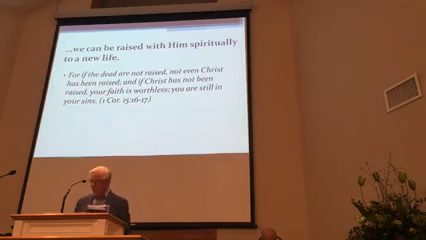 ...we can be raised with Him spiritually
to a new life.
• For if the dead are not raised, not even Christ
has been raised; and if Christ has not been
raised, your faith is worthless; you are still in
your sins. (1 Cor. 15:16-17)